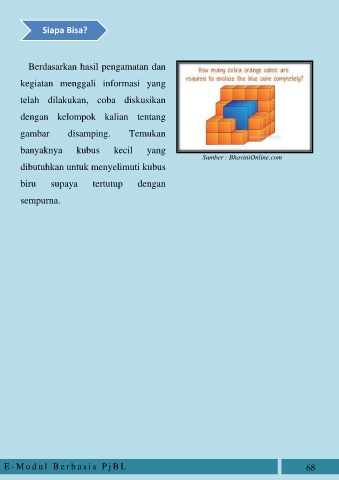 Siapa Bisa?
Berdasarkan hasil pengamatan dan
kegiatan menggali informasi yang
telah dilakukan, coba diskusikan
dengan kelompok kalian tentang
gambar disamping. Temukan
banyaknya kubus kecil yang
dibutuhkan untuk menyelimuti kubus
biru supaya tertutup dengan
sempurna.
How many extra orange cubes are
required to enclose the blue cube completely?
Sumber : BhaviniOnline.com
E-Modul Berbasis PjBL
68